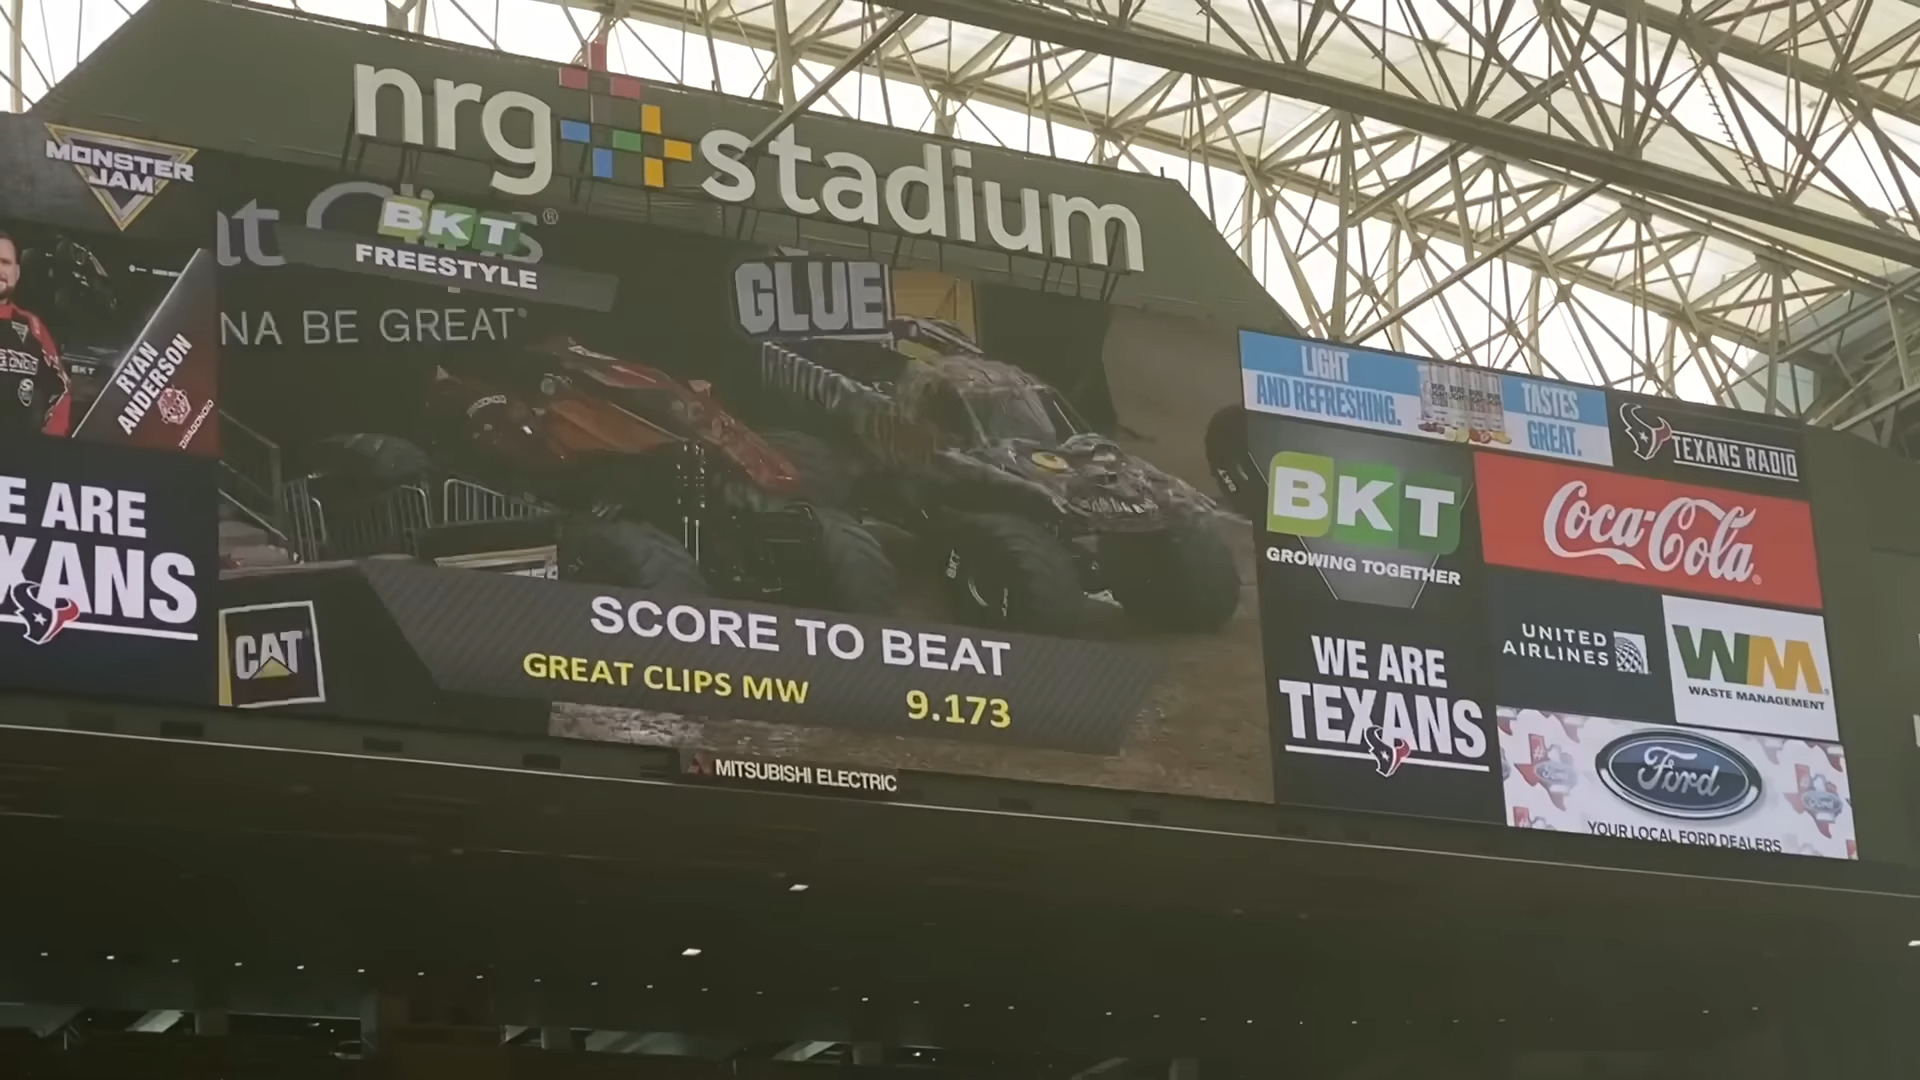 nrg stadium
MONSTER
JAM
RYAN
ANDERSON
DRAGONOID
BKT
FREESTYLE
NA BE GREAT
GLUE
BKT
SCORE TO BEAT
GREAT CLIPS MW 9.173
CAT
MITSUBISHI ELECTRIC
E ARE
XANS
LIGHT
AND REFRESHING.
TASTES
GREAT.
TEXANS RADIO
BKT
GROWING TOGETHER
Coca-Cola
WE ARE
TEXANS
UNITED
AIRLINES
WM
WASTE MANAGEMENT
Ford
YOUR LOCAL FORD DEALERS